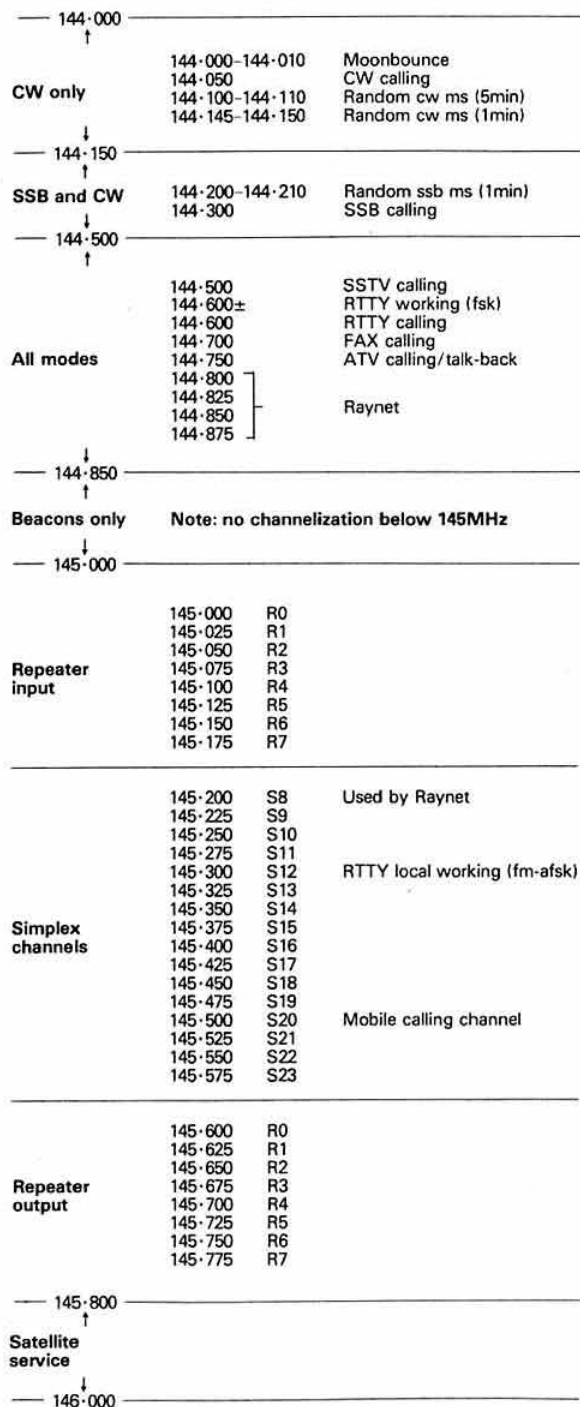 144·000
144·000-144·010 Moonbounce
144·050 CW calling
CW only
144·100-144·110 Random cw ms (5min)
144·145-144·150 Random cw ms (1min)
144·150
SSB and CW 144·200-144·210 Random ssb ms (1min)
144·300 SSB calling
144·500
144·500 SSTV calling
144·600± RTTY working (fsk)
144·600 RTTY calling
144·700 FAX calling
All modes 144·750 ATV calling/talk-back
144·800
144·825
Raynet
144·850
144·875
144·850
Beacons only Note: no channelization below 145MHz
145·000
145·000 R0
145·025 R1
145·050 R2
Repeater input
145·075 R3
145·100 R4
145·125 R5
145·150 R6
145·175 R7
145·200 S8 Used by Raynet
145·225 S9
145·250 S10
145·275 S11
145·300 S12 RTTY local working (fm-afsk)
145·325 S13
145·350 S14
Simplex channels
145·375 S15
145·400 S16
145·425 S17
145·450 S18
145·475 S19
145·500 S20 Mobile calling channel
145·525 S21
145·550 S22
145·575 S23
145·600 R0
145·625 R1
145·650 R2
Repeater output
145·675 R3
145·700 R4
145·725 R5
145·750 R6
145·775 R7
145·800
Satellite service
146·000